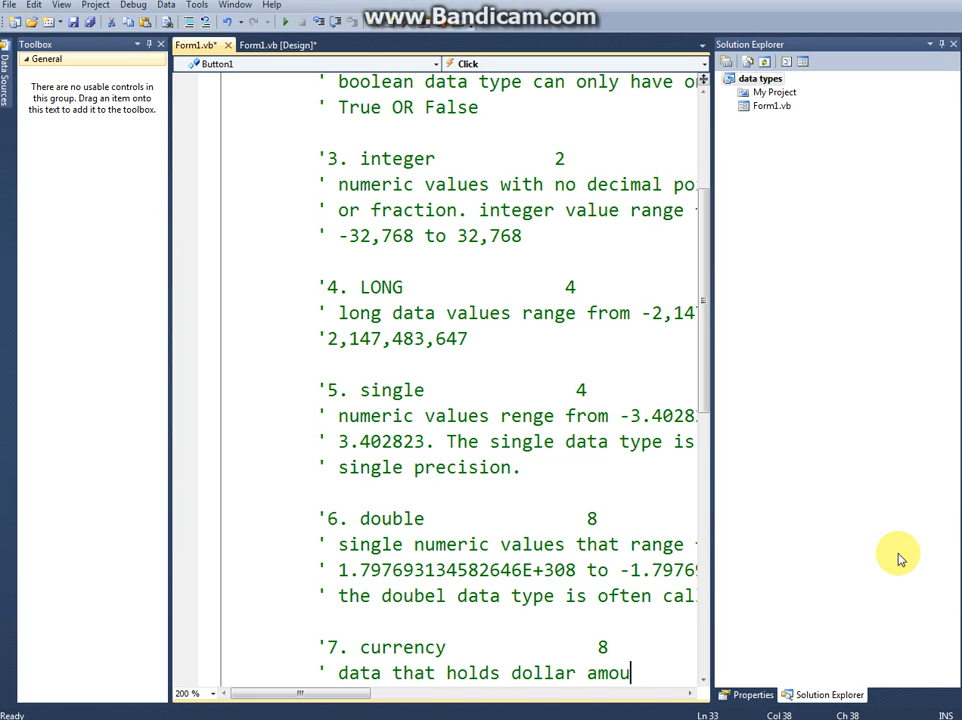 www.Bandicam.com
File Edit View Project Debug Data Tools Window Help
Toolbox
Form1.vb* Form1.vb [Design]*
Solution Explorer
General
Button1
Click
There are no usable controls in
this group. Drag an item onto
this text to add it to the toolbox.
Data Sources
data types
My Project
Form1.vb
' boolean data type can only have
' True OR False
'3. integer 2
' numeric values with no decimal
' or fraction. integer value range
' -32,768 to 32,768
'4. LONG 4
' long data values range from -2,147
'2,147,483,647
'5. single 4
' numeric values renge from -3.4028
' 3.402823. The single data type is
' single precision.
'6. double 8
' single numeric values that range
' 1.797693134582646E+308 to -1.7976
' the doubel data type is often
'7. currency 8
' data that holds dollar amou
200 %
Properties Solution Explorer
Ready Ln 33 Col 38 Ch 38 INS